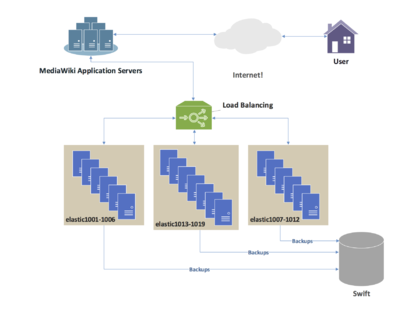 User
MediaWiki Application Servers
Internet!
Load Balancing
elastic1001-1006
elastic1013-1019
elastic1007-1012
Backups
Backups
Backups
Swift